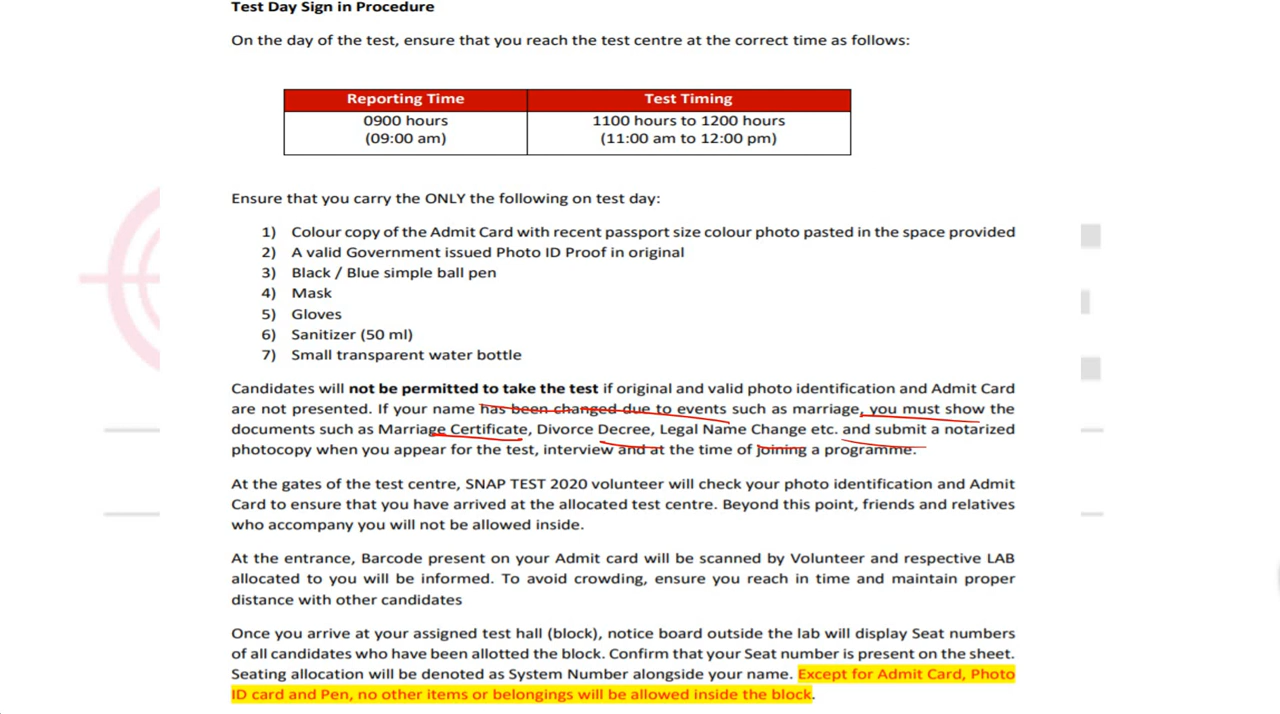 Test Day Sign in Procedure
On the day of the test, ensure that you reach the test centre at the correct time as follows:
Reporting Time
Test Timing
0900 hours
(09:00 am)
1100 hours to 1200 hours
(11:00 am to 12:00 pm)
Ensure that you carry the ONLY the following on test day:
1) Colour copy of the Admit Card with recent passport size colour photo pasted in the space provided
2) A valid Government issued Photo ID Proof in original
3) Black / Blue simple ball pen
4) Mask
5) Gloves
6) Sanitizer (50 ml)
7) Small transparent water bottle
Candidates will not be permitted to take the test if original and valid photo identification and Admit Card
are not presented. If your name has been changed due to events such as marriage, you must show the
documents such as Marriage Certificate, Divorce Decree, Legal Name Change etc. and submit a notarized
photocopy when you appear for the test, interview and at the time of joining a programme.
At the gates of the test centre, SNAP TEST 2020 volunteer will check your photo identification and Admit
Card to ensure that you have arrived at the allocated test centre. Beyond this point, friends and relatives
who accompany you will not be allowed inside.
At the entrance, Barcode present on your Admit card will be scanned by Volunteer and respective LAB
allocated to you will be informed. To avoid crowding, ensure you reach in time and maintain proper
distance with other candidates
Once you arrive at your assigned test hall (block), notice board outside the lab will display Seat numbers
of all candidates who have been allotted the block. Confirm that your Seat number is present on the sheet.
Seating allocation will be denoted as System Number alongside your name. Except for Admit Card, Photo
ID card and Pen, no other items or belongings will be allowed inside the block.